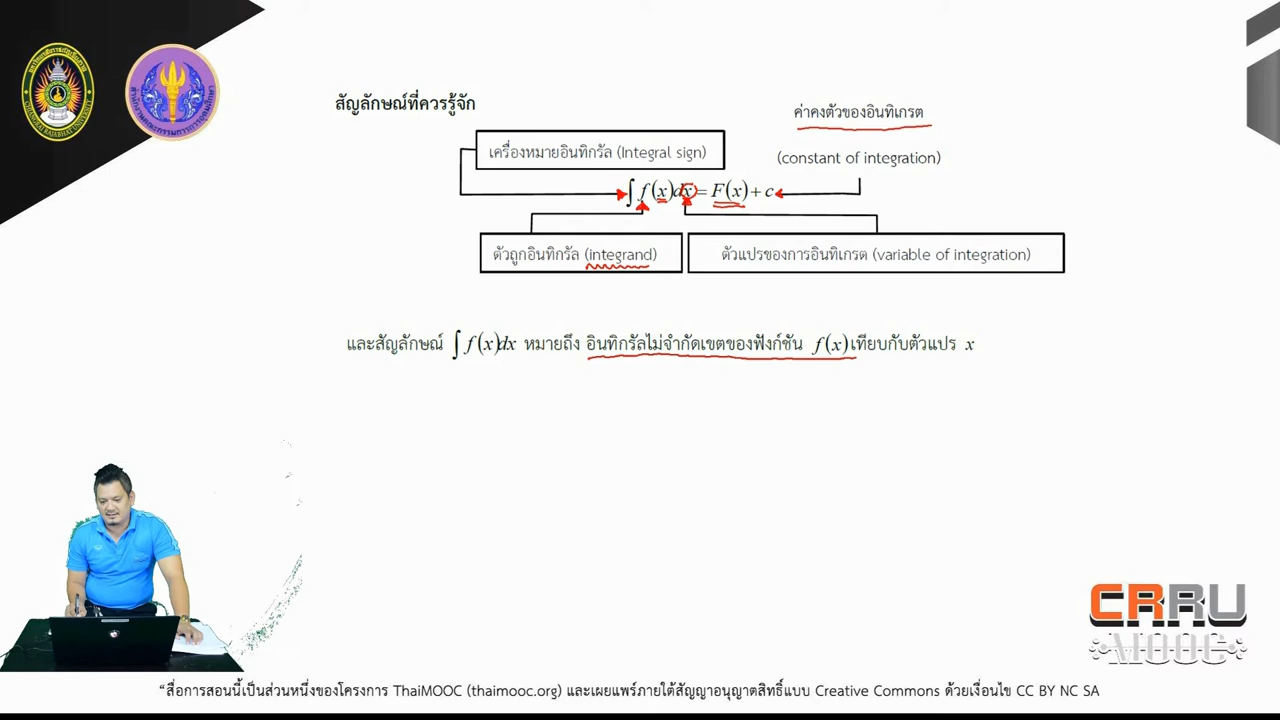 สัญลักษณ์ที่ควรรู้จัก
ค่าคงตัวของอินทิเกรต
(constant of integration)
เครื่องหมายอินทิกรัล (Integral sign)
∫ f(x)dx = F(x) + c
ตัวถูกอินทิกรัล (integrand)
ตัวแปรของการอินทิเกรต (variable of integration)
และสัญลักษณ์ ∫ f(x)dx หมายถึง อินทิกรัลไม่จำกัดเขตของฟังก์ชัน f(x) เทียบกับตัวแปร x
CRRU
MOOC
“สื่อการสอนนี้เป็นส่วนหนึ่งของโครงการ ThaiMOOC (thaimooc.org) และเผยแพร่ภายใต้สัญญาอนุญาตสิทธิ์แบบ Creative Commons ด้วยเงื่อนไข CC BY NC SA